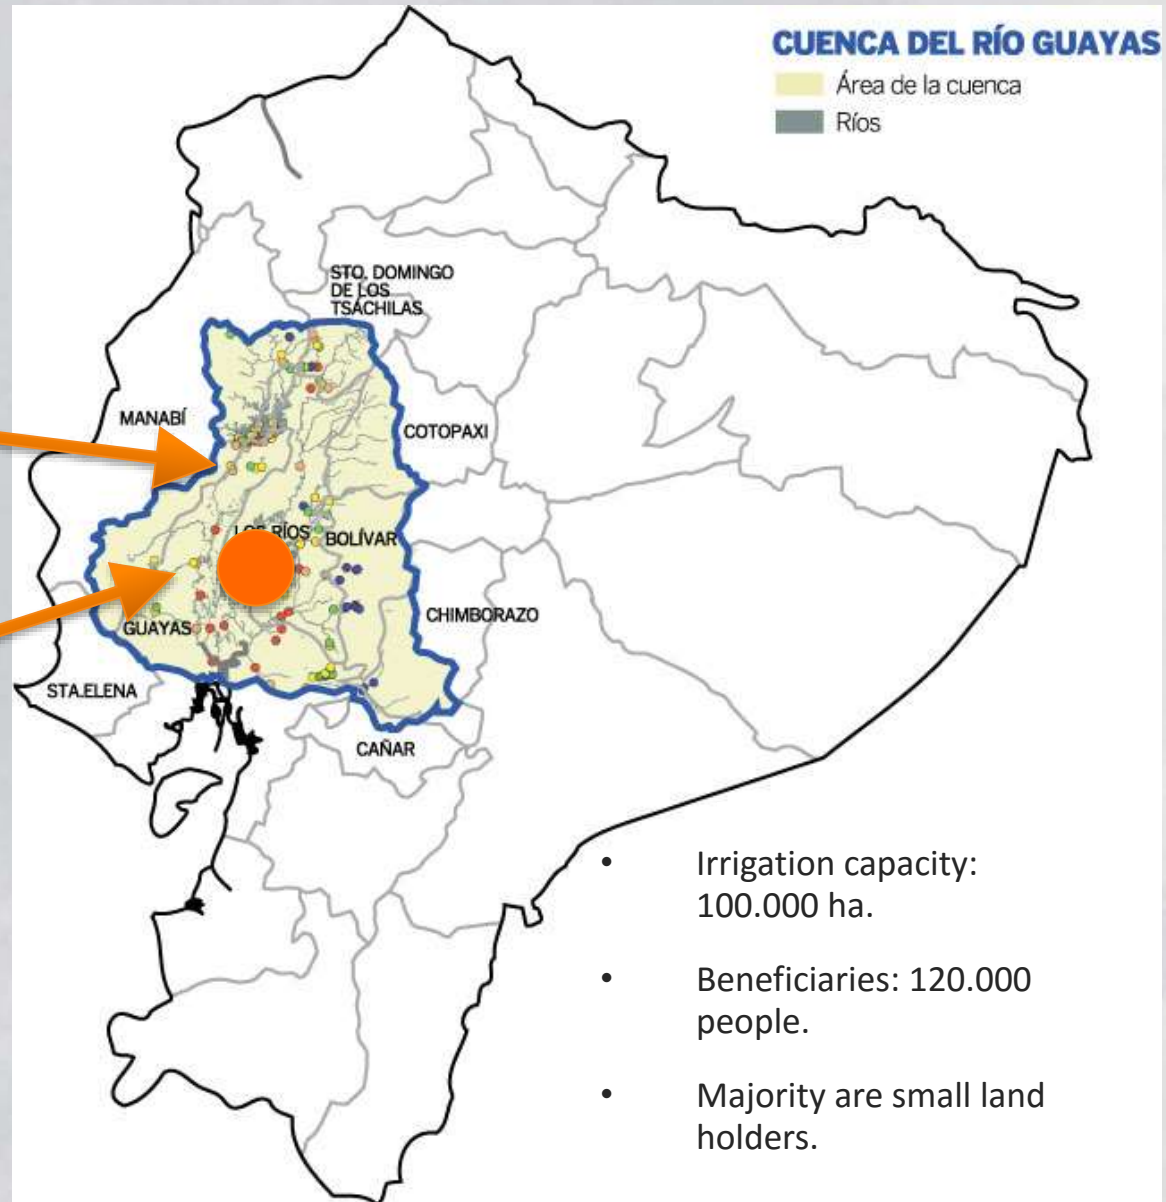 CUENCA DEL RÍO GUAYAS
Área de la cuenca
Ríos
STO. DOMINGO
DE LOS
TSÁCHILAS
MANABÍ
COTOPAXI
LOS RÍOS
BOLÍVAR
CHIMBORAZO
GUAYAS
STA.ELENA
CAÑAR
• Irrigation capacity:
100.000 ha.
• Beneficiaries: 120.000
people.
• Majority are small land
holders.